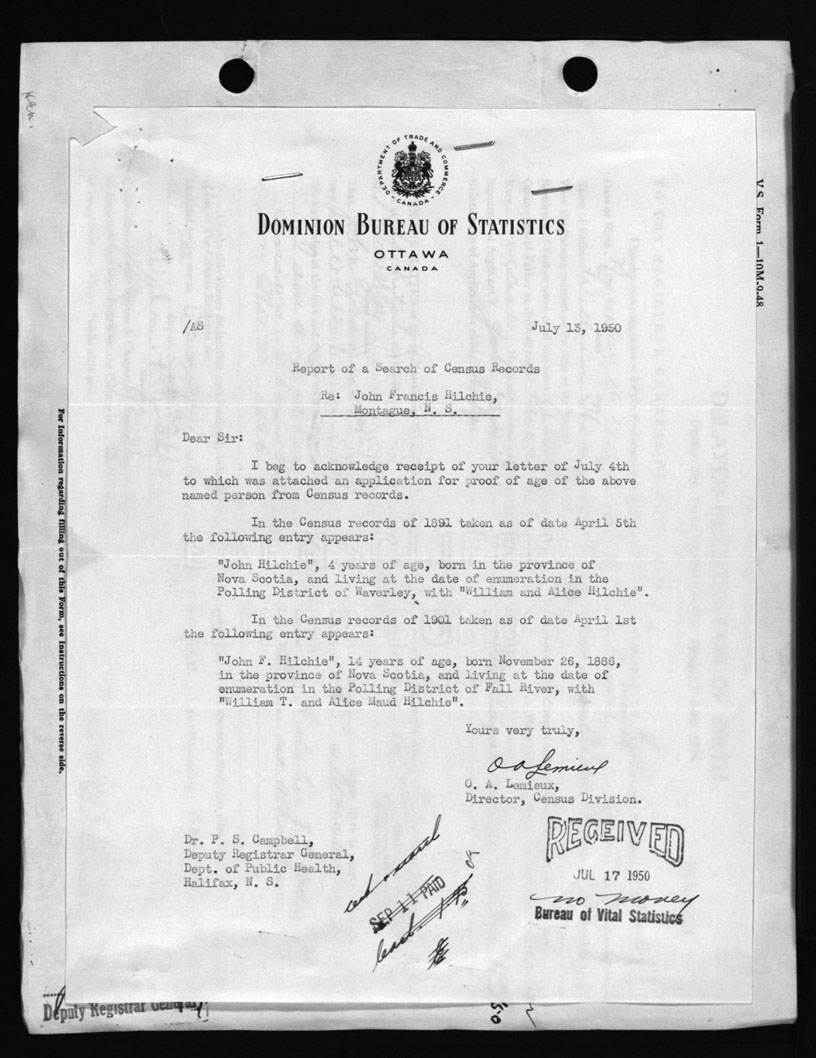 DEPARTMENT OF TRADE AND COMMERCE
CANADA
DOMINION BUREAU OF STATISTICS
OTTAWA
CANADA
V.S. Form 1—10M.9.48
/AS
July 13, 1950
Report of a Search of Census Records
Re: John Francis Hilchie,
Montague, N. S.
Dear Sir:
I beg to acknowledge receipt of your letter of July 4th
to which was attached an application for proof of age of the above
named person from Census records.
In the Census records of 1891 taken as of date April 5th
the following entry appears:
"John Hilchie", 4 years of age, born in the province of
Nova Scotia, and living at the date of enumeration in the
Polling District of Waverley, with "William and Alice Hilchie".
In the Census records of 1901 taken as of date April 1st
the following entry appears:
"John F. Hilchie", 14 years of age, born November 26, 1886,
in the province of Nova Scotia, and living at the date of
enumeration in the Polling District of Fall River, with
"William T. and Alice Maud Hilchie".
Yours very truly,
O A Lemieux
O. A. Lemieux,
Director, Census Division.
Dr. P. S. Campbell,
Deputy Registrar General,
Dept. of Public Health,
Halifax, N. S.
SEP 11 PAID
RECEIVED
JUL 17 1950
no money
Bureau of Vital Statistics
For Information regarding filling out of this Form, see Instructions on the reverse side.
Deputy Registrar General